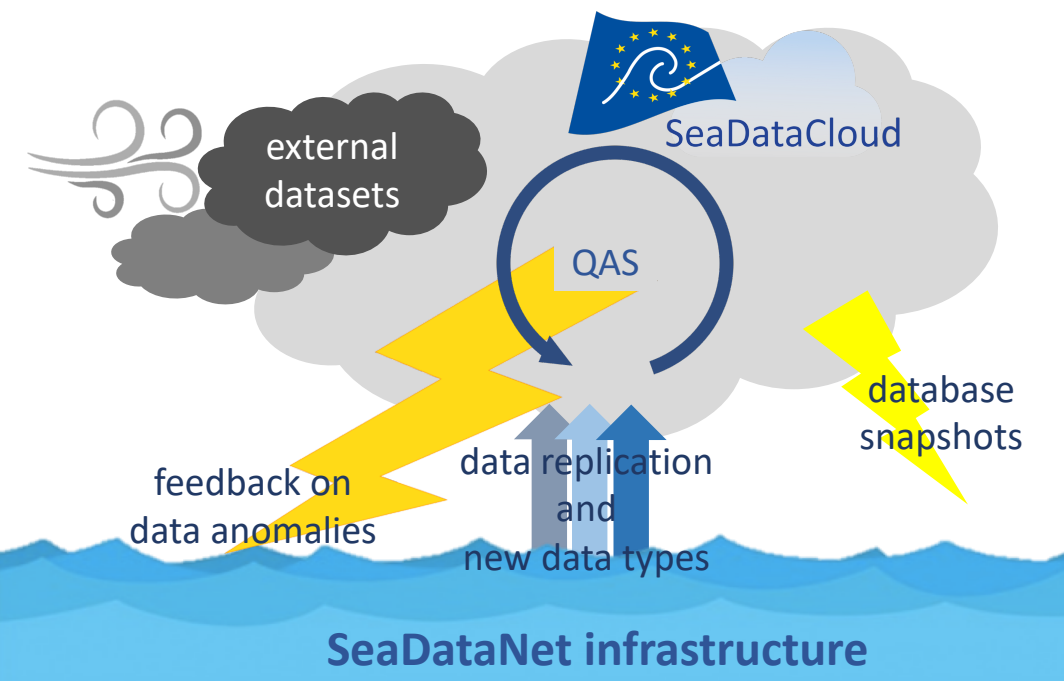 external
datasets
SeaDataCloud
QAS
database
snapshots
feedback on
data anomalies
data replication
and
new data types
SeaDataNet infrastructure